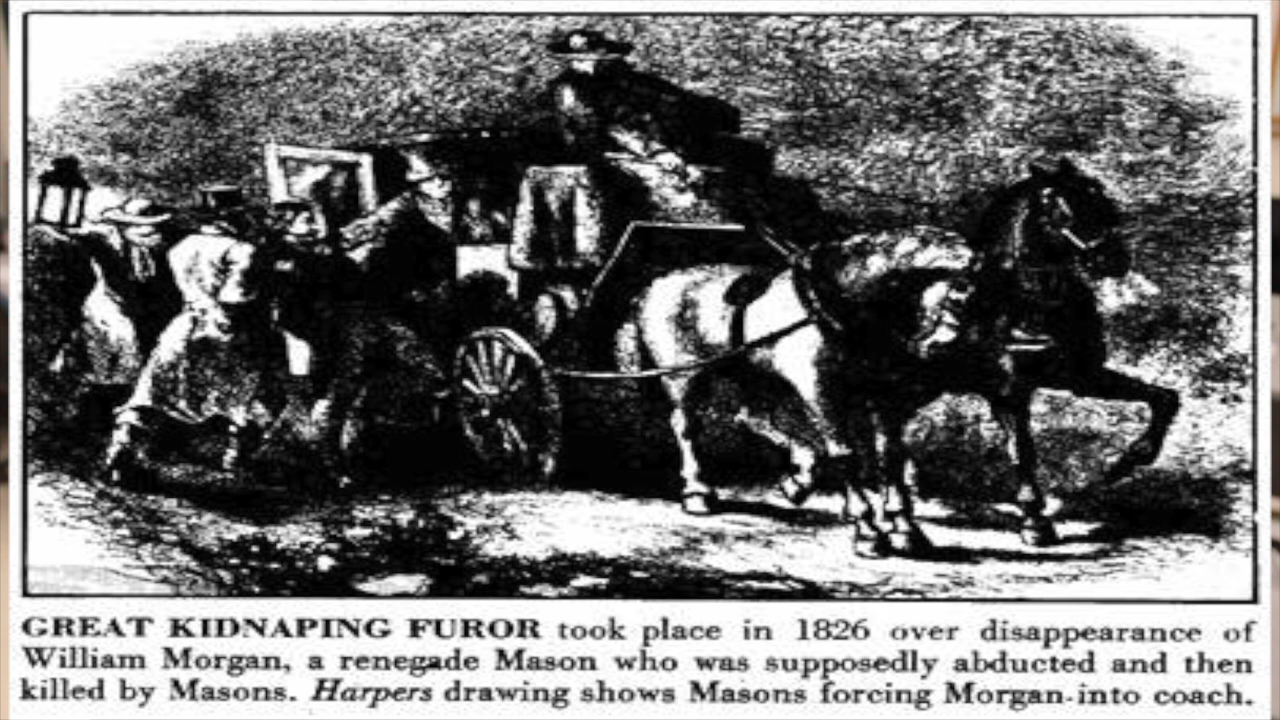 GREAT KIDNAPING FUROR took place in 1826 over disappearance of
William Morgan, a renegade Mason who was supposedly abducted and then
killed by Masons. Harpers drawing shows Masons forcing Morgan into coach.